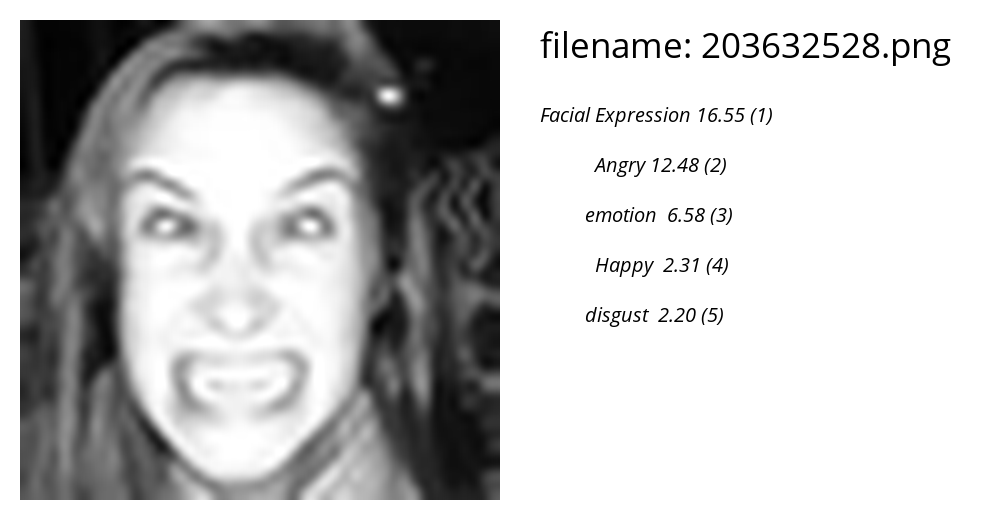 filename: 203632528.png
Facial Expression 16.55 (1)
Angry 12.48 (2)
emotion 6.58 (3)
Happy 2.31 (4)
disgust 2.20 (5)